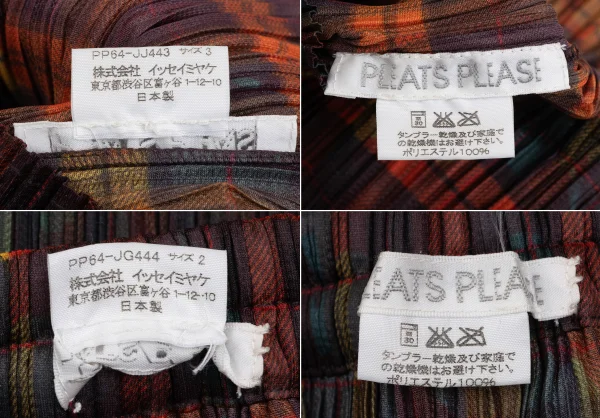 PP64-JJ443 サイズ 3
株式会社 イッセイミヤケ
東京都渋谷区富ヶ谷 1-12-10
日本製
PLEATS PLEASE
タンブラー乾燥及び家庭で
の乾燥機はお避け下さい。
ポリエステル100%
PP64-JG444 サイズ 2
株式会社 イッセイミヤケ
東京都渋谷区富ヶ谷 1-12-10
日本製
LEATS PLEASE
タンブラー乾燥及び家庭で
の乾燥機はお避け下さい。
ポリエステル100%